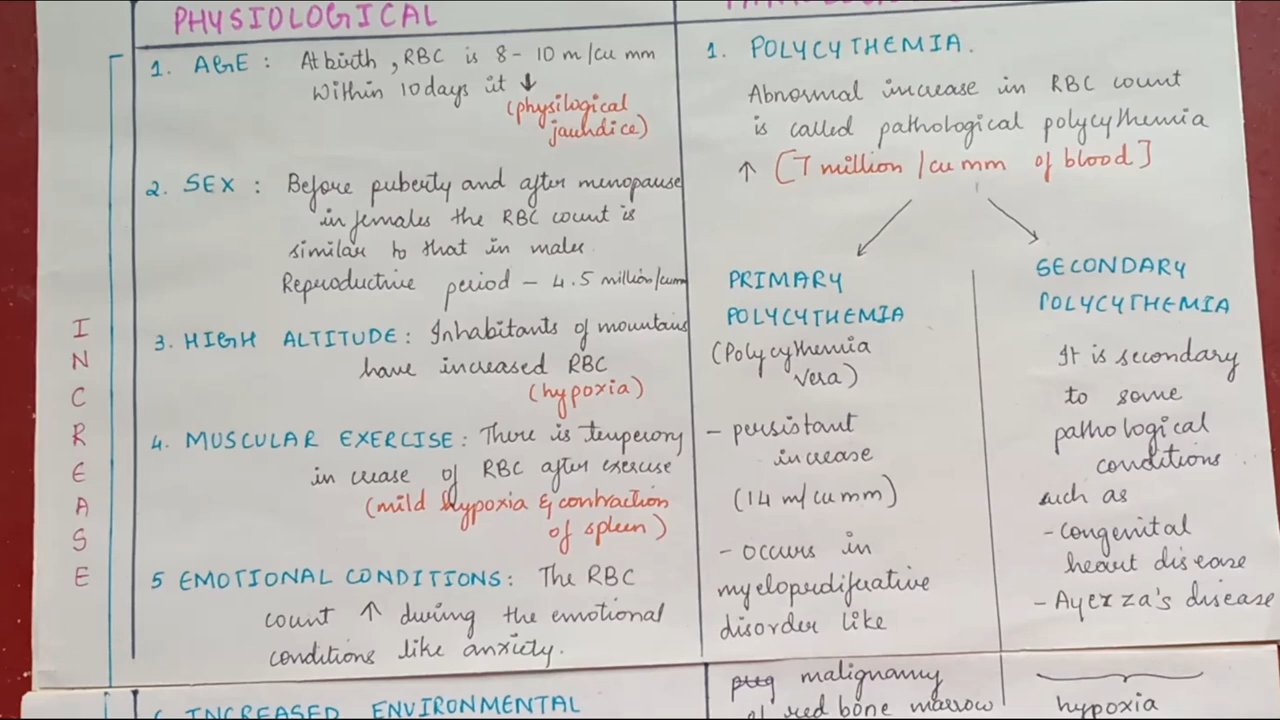 PHYSIOLOGICAL
1. AGE : At birth, RBC is 8 - 10 m/cu mm
within 10 days it ↓
(physilogical
jaundice)
2. SEX : Before puberty and after menopause
in females the RBC count is
similar to that in males.
Reproductive period - 4.5 million/cumm
3. HIGH ALTITUDE : Inhabitants of mountains
have increased RBC
(hypoxia)
4. MUSCULAR EXERCISE : There is temperory
in crease of RBC after exercise
(mild hypoxia & contraction
of spleen)
5 EMOTIONAL CONDITIONS : The RBC
count ↑ during the emotional
conditions like anxiety.
INCREASED ENVIRONMENTAL
INCREASE
1. POLYCYTHEMIA.
Abnormal increase in RBC count
is called pathological polycythemia
↑ [7 million /cu mm of blood]
PRIMARY
POLYCYTHEMIA
(Polycythemia
vera)
- persistant
increase
(14 m/cu mm)
- occurs in
myeloprolifuative
disorder like
malignamy
of red bone marrow
SECONDARY
POLYCYTHEMIA
It is secondary
to some
pathological
conditions
such as
- congenital
heart disease
- Ayerza's disease
hypoxia